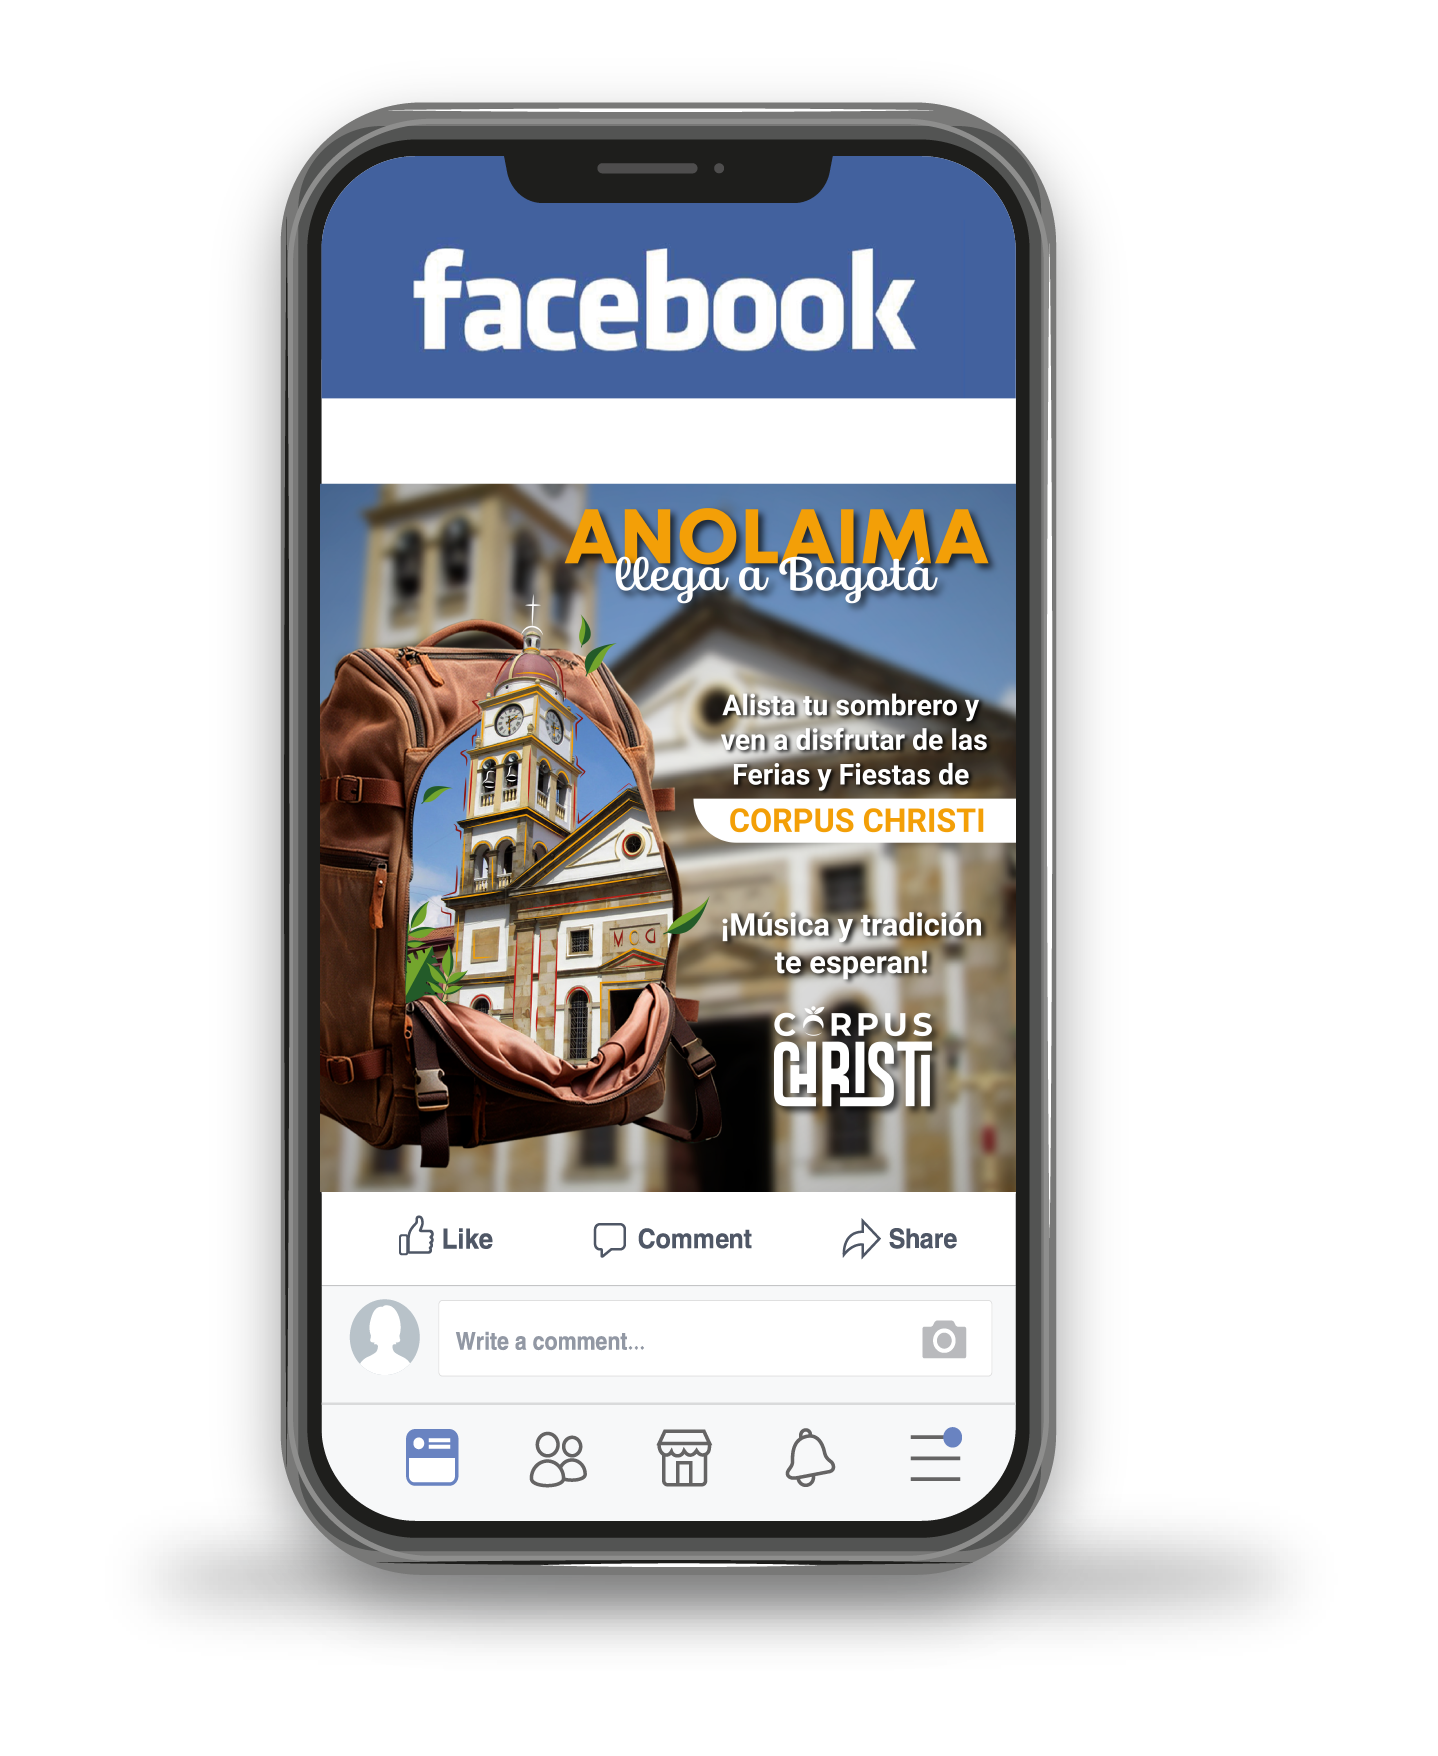 facebook
ANOLAIMA
llega a Bogotá
Alista tu sombrero y
ven a disfrutar de las
Ferias y Fiestas de
CORPUS CHRISTI
MOD
¡Música y tradición
te esperan!
CORPUS
CHRISTI
Like
Comment
Share
Write a comment...